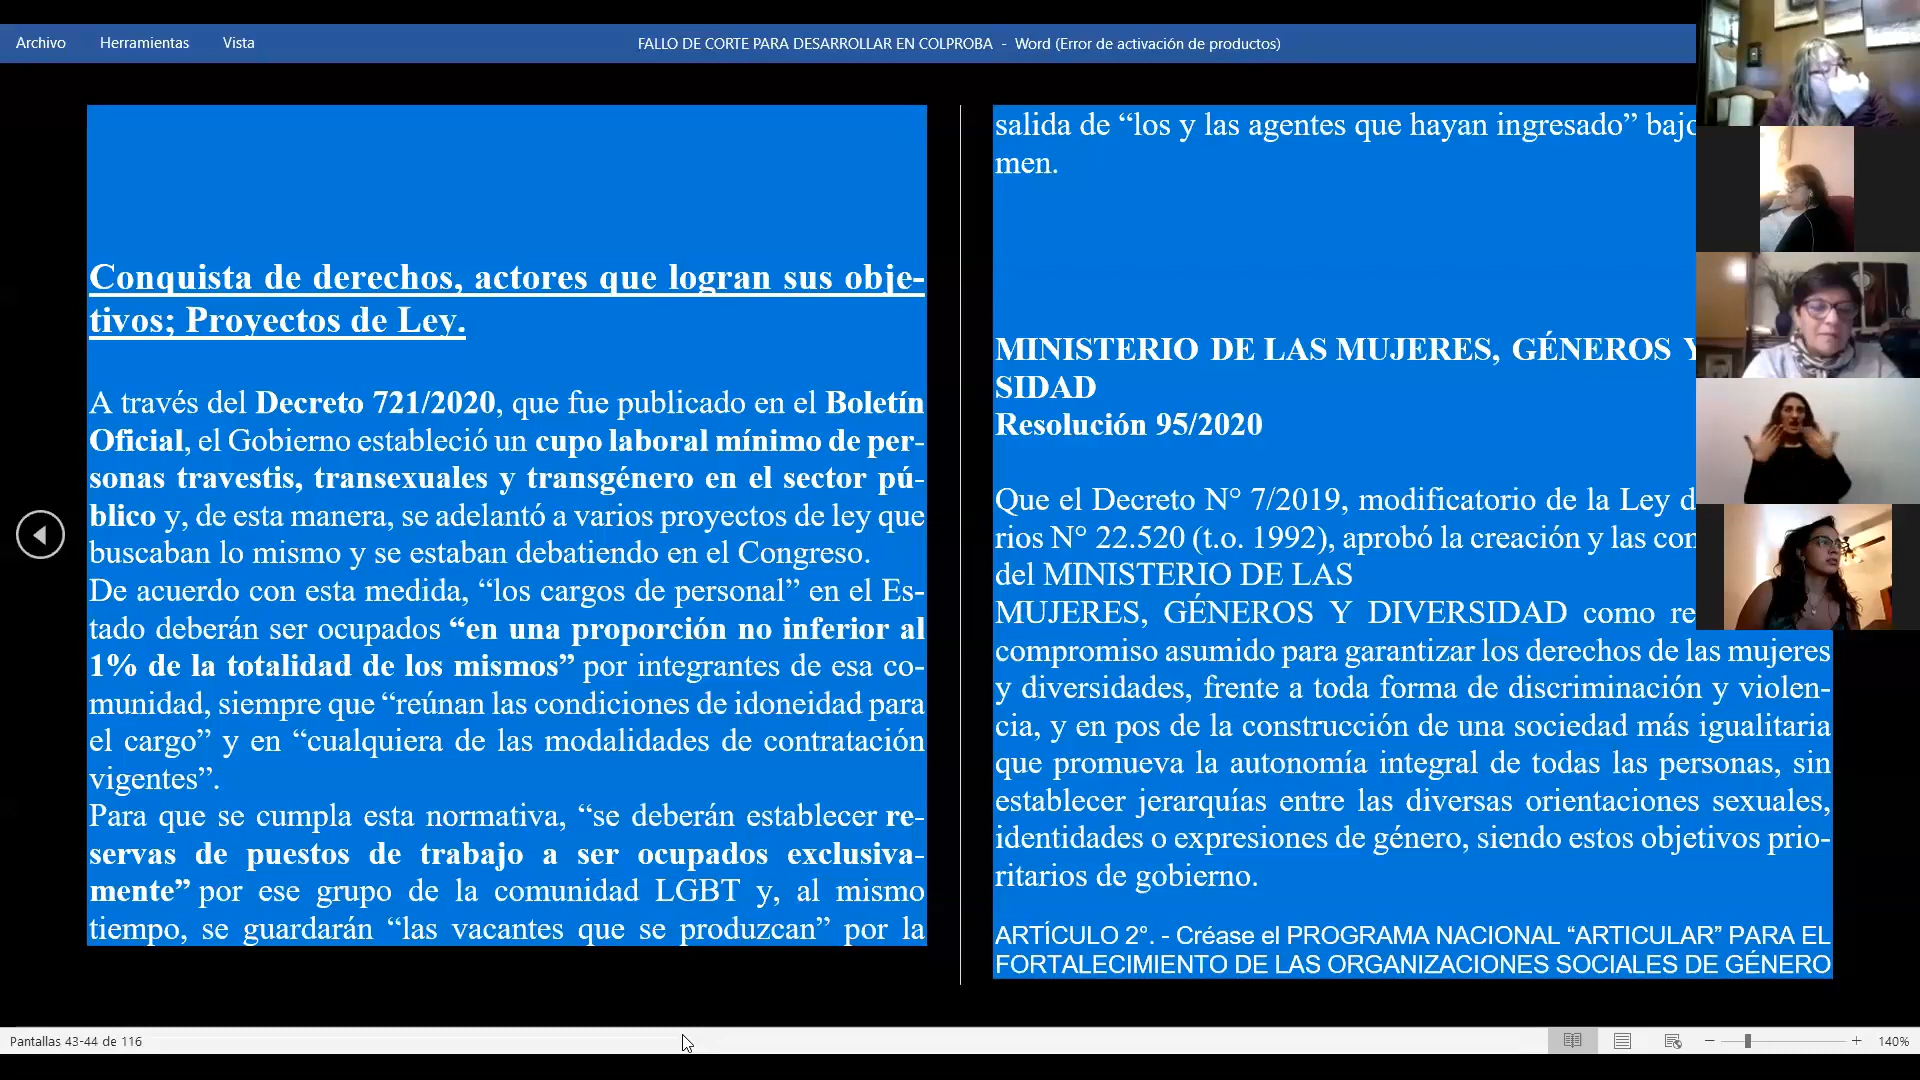 Archivo Herramientas Vista
FALLO DE CORTE PARA DESARROLLAR EN COLPROBA - Word (Error de activación de productos)
Conquista de derechos, actores que logran sus obje-
tivos; Proyectos de Ley.
A través del Decreto 721/2020, que fue publicado en el Boletín
Oficial, el Gobierno estableció un cupo laboral mínimo de per-
sonas travestis, transexuales y transgénero en el sector pú-
blico y, de esta manera, se adelantó a varios proyectos de ley que
buscaban lo mismo y se estaban debatiendo en el Congreso.
De acuerdo con esta medida, “los cargos de personal” en el Es-
tado deberán ser ocupados “en una proporción no inferior al
1% de la totalidad de los mismos” por integrantes de esa co-
munidad, siempre que “reúnan las condiciones de idoneidad para
el cargo” y en “cualquiera de las modalidades de contratación
vigentes”.
Para que se cumpla esta normativa, “se deberán establecer re-
servas de puestos de trabajo a ser ocupados exclusiva-
mente” por ese grupo de la comunidad LGBT y, al mismo
tiempo, se guardarán “las vacantes que se produzcan” por la
salida de “los y las agentes que hayan ingresado”
men.
MINISTERIO DE LAS MUJERES, GÉNEROS Y
SIDAD
Resolución 95/2020
Que el Decreto N° 7/2019, modificatorio de la Ley
rios N° 22.520 (t.o. 1992), aprobó la creación y las
del MINISTERIO DE LAS
MUJERES, GÉNEROS Y DIVERSIDAD como
compromiso asumido para garantizar los derechos de las mujeres
y diversidades, frente a toda forma de discriminación y violen-
cia, y en pos de la construcción de una sociedad más igualitaria
que promueva la autonomía integral de todas las personas, sin
establecer jerarquías entre las diversas orientaciones sexuales,
identidades o expresiones de género, siendo estos objetivos prio-
ritarios de gobierno.
ARTÍCULO 2°. - Créase el PROGRAMA NACIONAL “ARTICULAR” PARA EL
FORTALECIMIENTO DE LAS ORGANIZACIONES SOCIALES DE GÉNERO
Pantallas 43-44 de 116
140%